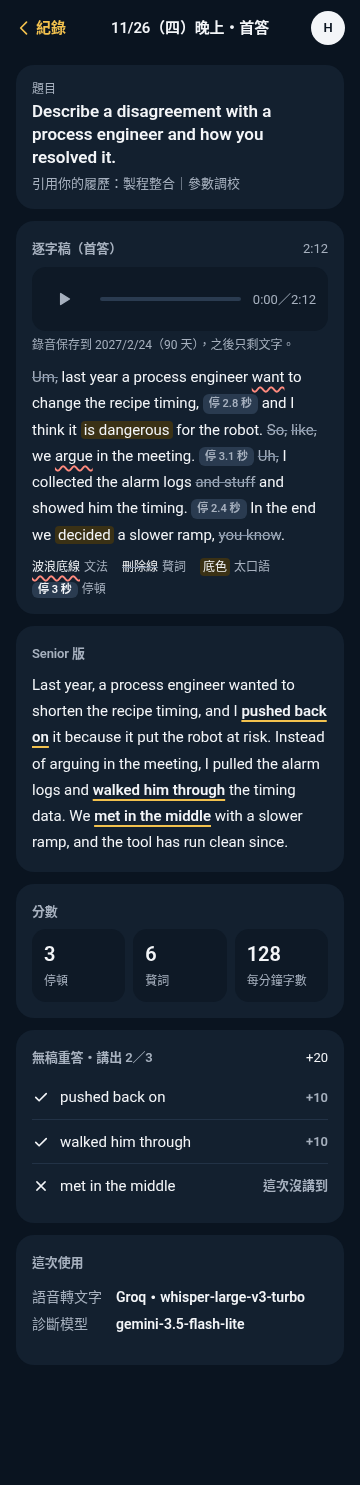 紀錄
11/26（四）晚上・首答
H
題目
Describe a disagreement with a
process engineer and how you
resolved it.
引用你的履歷：製程整合｜參數調校
逐字稿（首答）
2:12
0:00／2:12
錄音保存到 2027/2/24（90 天），之後只剩文字。
Um, last year a process engineer want to
change the recipe timing, 停 2.8 秒 and I
think it is dangerous for the robot. So, like,
we argue in the meeting. 停 3.1 秒 Uh, I
collected the alarm logs and stuff and
showed him the timing. 停 2.4 秒 In the end
we decided a slower ramp, you know.
波浪底線 文法 刪除線 贅詞 底色 太口語
停 3 秒 停頓
Senior 版
Last year, a process engineer wanted to
shorten the recipe timing, and I pushed back
on it because it put the robot at risk. Instead
of arguing in the meeting, I pulled the alarm
logs and walked him through the timing
data. We met in the middle with a slower
ramp, and the tool has run clean since.
分數
3
停頓
6
贅詞
128
每分鐘字數
無稿重答・講出 2／3
+20
pushed back on
+10
walked him through
+10
met in the middle
這次沒講到
這次使用
語音轉文字 Groq・whisper-large-v3-turbo
診斷模型 gemini-3.5-flash-lite